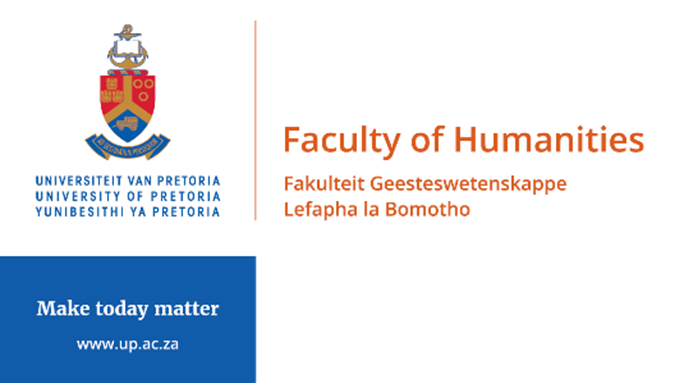 UNIVERSITEIT VAN PRETORIA
UNIVERSITY OF PRETORIA
YUNIBESITHI YA PRETORIA
Faculty of Humanities
Fakulteit Geesteswetenskappe
Lefapha la Bomotho
Make today matter
www.up.ac.za